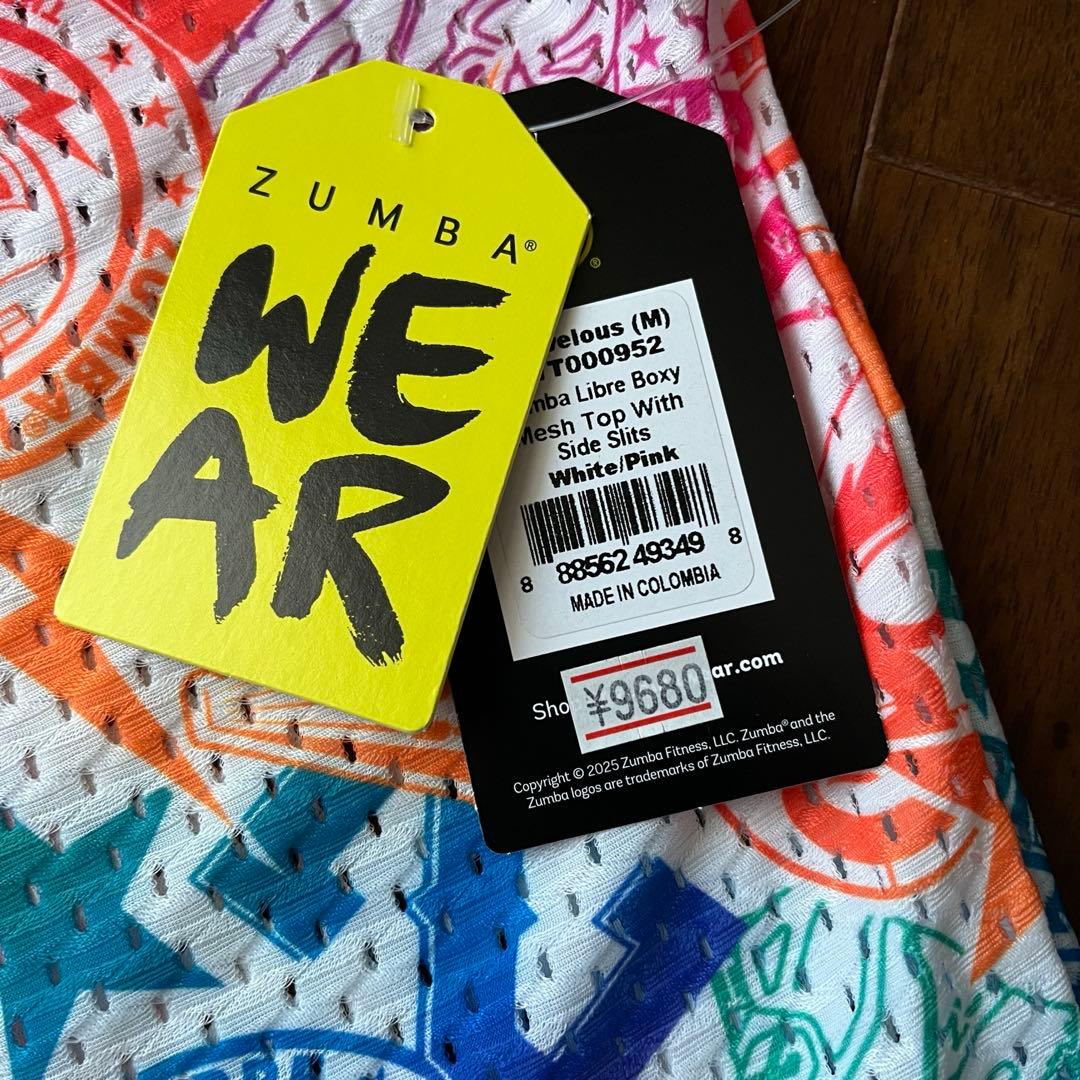 ZUMBA®
WE
AR
®
elous (M)
T000952
mba Libre Boxy
Mesh Top With
Side Slits
White/Pink
8 88562 49349 8
MADE IN COLOMBIA
Sho ar.com
¥9680
Copyright © 2025 Zumba Fitness, LLC. Zumba® and the
Zumba logos are trademarks of Zumba Fitness, LLC.